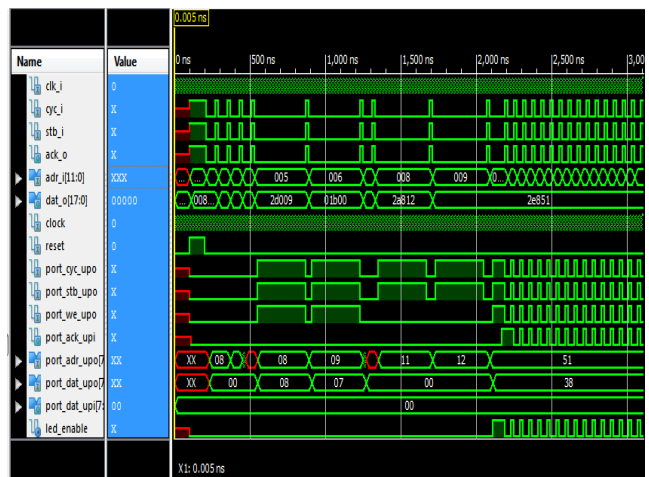 0.005 ns
Name Value 0 ns 500 ns 1,000 ns 1,500 ns 2,000 ns 2,500 ns 3,00
clk_i 0
cyc_i X
stb_i X
ack_o X
adr_i[11:0] XXX ... ... 005 006 008 009 0...
dat_o[17:0] 00000 ... 008... 2d009 01b00 2a812 2e851
clock 0
reset 0
port_cyc_upo X
port_stb_upo X
port_we_upo X
port_ack_upi X
port_adr_upo[7 XX XX 08 08 09 11 12 51
port_dat_upo[7 XX XX 00 08 07 00 38
port_dat_upi[7: 00 00
led_enable X
X1: 0.005 ns